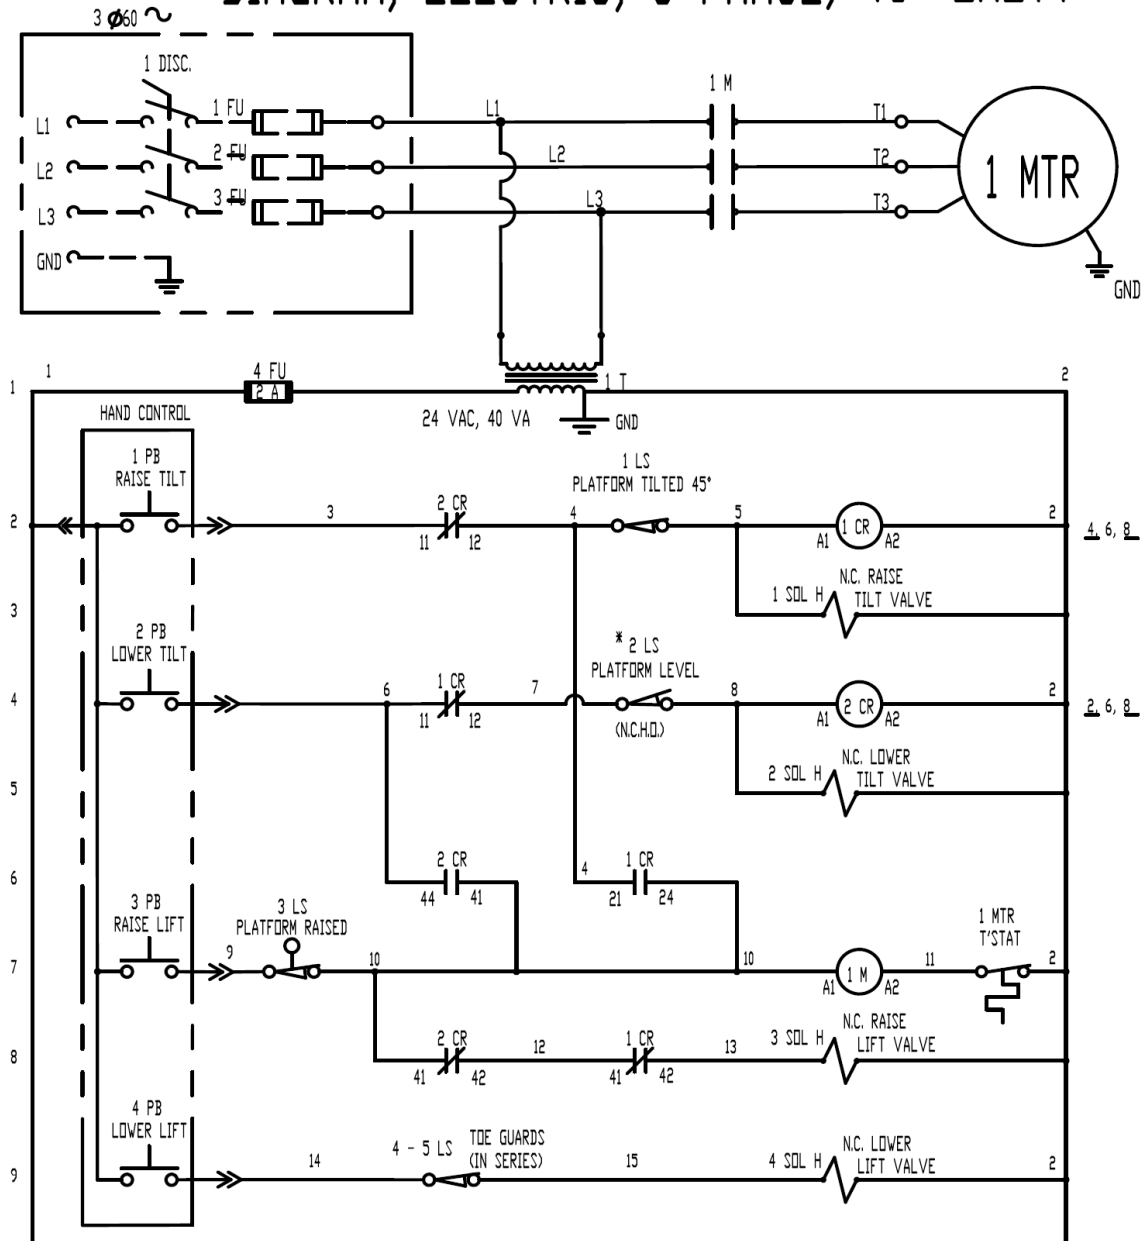 3 Ø60 ~
1 DISC.
1 FU
L1
L1
1 M
T1
2 FU
L2
L2
T2
1 MTR
3 FU
L3
L3
T3
GND
GND
1
1
4 FU
2 A
1 T
2
24 VAC, 40 VA
GND
HAND CONTROL
1 PB
RAISE TILT
1 LS
PLATFORM TILTED 45°
2
3
2 CR
11
12
4
5
1 CR
A1
A2
2
4, 6, 8
3
1 SOL H
N.C. RAISE
TILT VALVE
2 PB
LOWER TILT
* 2 LS
PLATFORM LEVEL
(N.C.H.O.)
4
6
1 CR
11
12
7
8
2 CR
A1
A2
2
2, 6, 8
5
2 SOL H
N.C. LOWER
TILT VALVE
6
2 CR
44
41
4
1 CR
21
24
3 PB
RAISE LIFT
3 LS
PLATFORM RAISED
1 MTR
T'STAT
7
9
10
10
1 M
A1
A2
11
2
8
2 CR
41
42
12
1 CR
41
42
13
3 SOL H
N.C. RAISE
LIFT VALVE
4 PB
LOWER LIFT
4 - 5 LS
TOE GUARDS
(IN SERIES)
9
14
15
4 SOL H
N.C. LOWER
LIFT VALVE
2